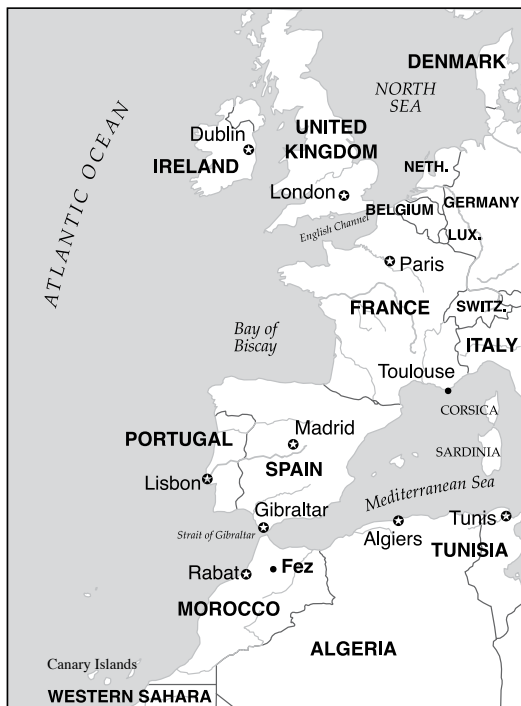 DENMARK
NORTH
SEA
ATLANTIC OCEAN
Dublin
IRELAND
UNITED
KINGDOM
NETH.
London
BELGIUM
GERMANY
English Channel
LUX.
Paris
FRANCE
SWITZ.
Bay of
Biscay
ITALY
Toulouse
CORSICA
PORTUGAL
Madrid
SARDINIA
SPAIN
Lisbon
Mediterranean Sea
Gibraltar
Strait of Gibraltar
Algiers
Tunis
TUNISIA
Rabat
Fez
MOROCCO
ALGERIA
Canary Islands
WESTERN SAHARA